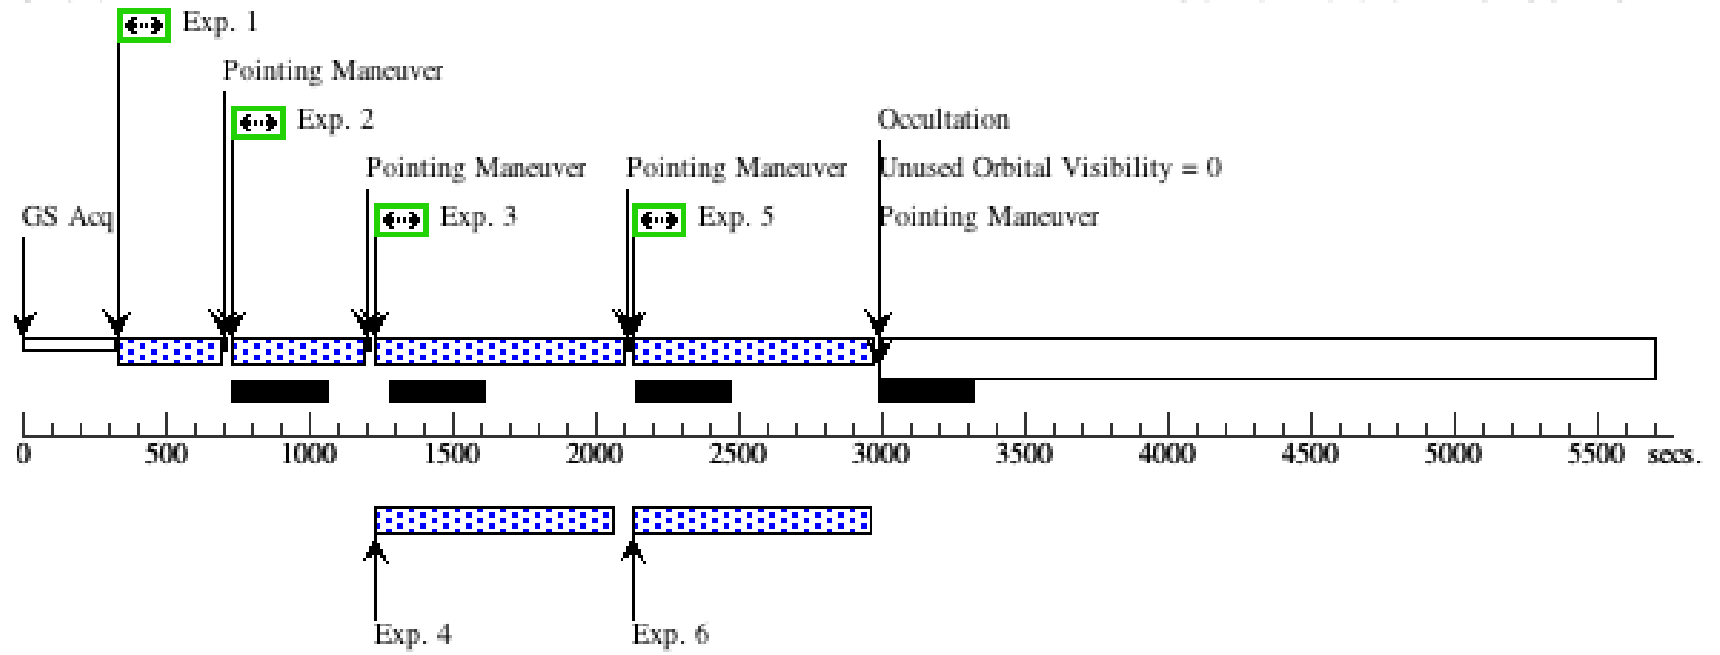 Exp. 1
Pointing Maneuver
Exp. 2
Occultation
Pointing Maneuver
Pointing Maneuver
Unused Orbital Visibility = 0
GS Acq
Exp. 3
Exp. 5
Pointing Maneuver
0 500 1000 1500 2000 2500 3000 3500 4000 4500 5000 5500 secs.
Exp. 4
Exp. 6